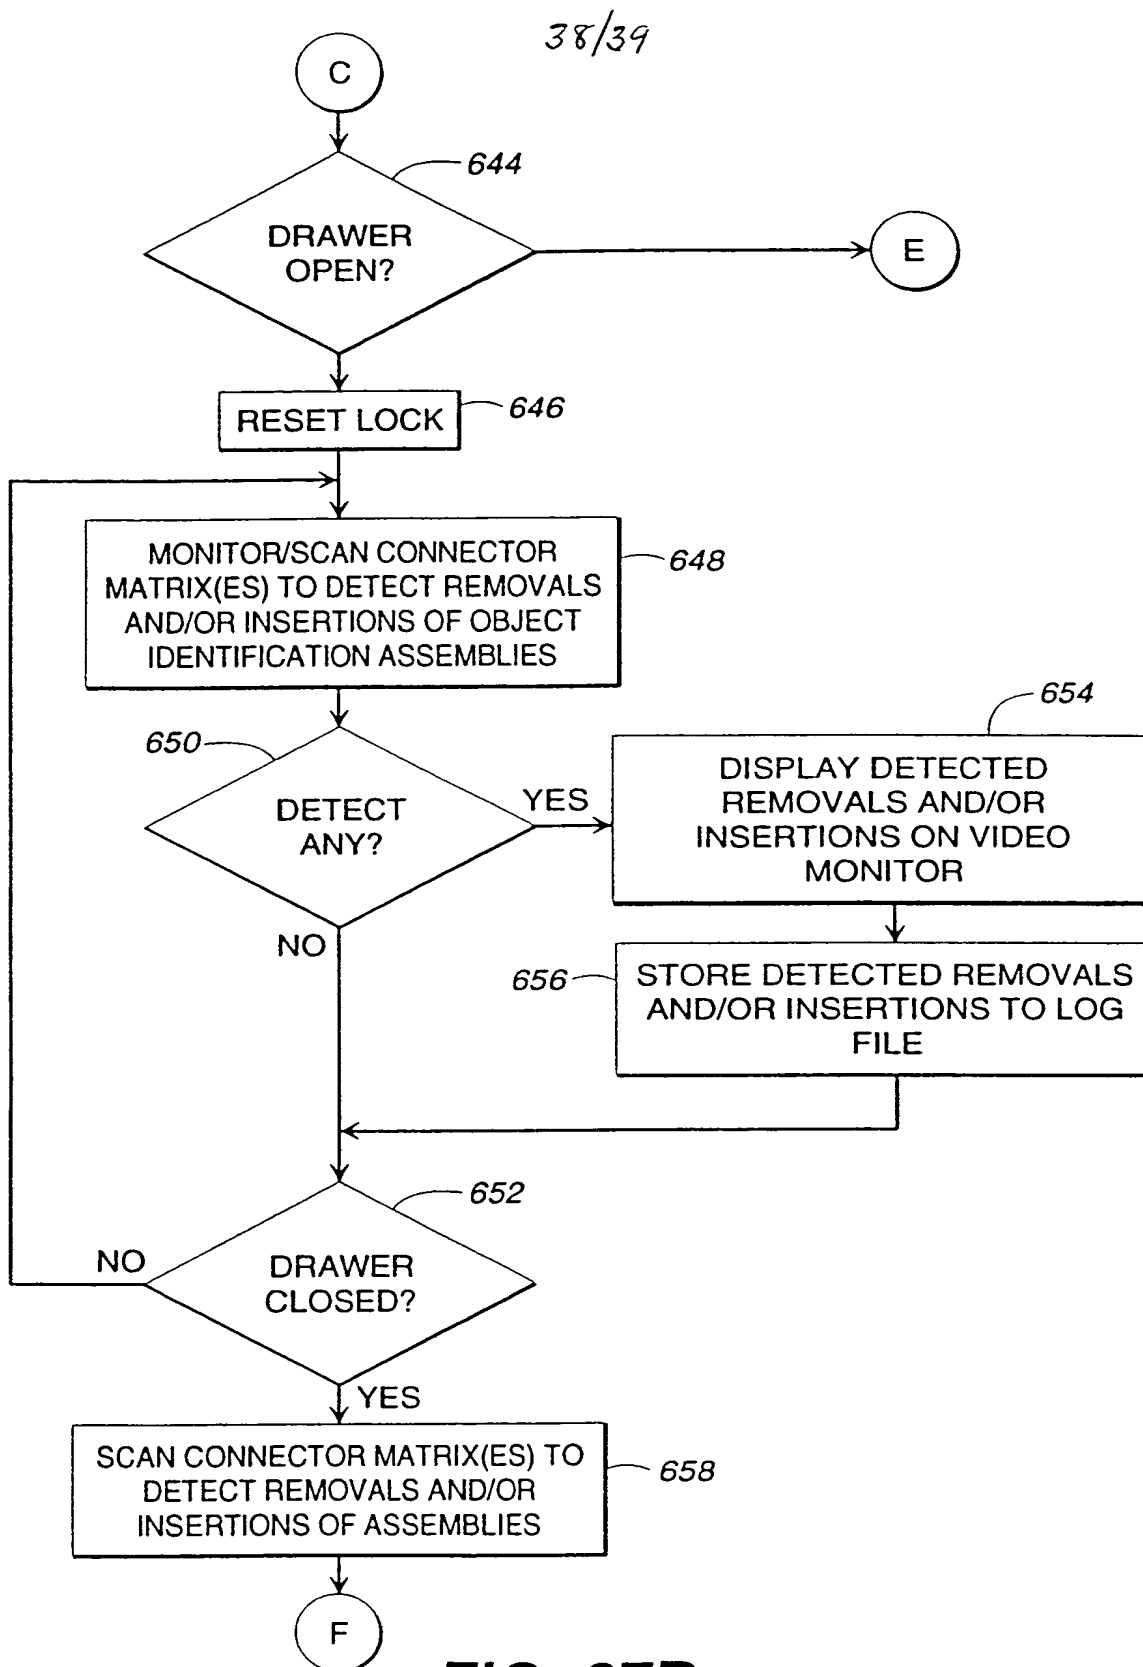 38/39
C
644
DRAWER
OPEN?
E
RESET LOCK
646
MONITOR/SCAN CONNECTOR
MATRIX(ES) TO DETECT REMOVALS
AND/OR INSERTIONS OF OBJECT
IDENTIFICATION ASSEMBLIES
648
650
DETECT
ANY?
YES
654
DISPLAY DETECTED
REMOVALS AND/OR
INSERTIONS ON VIDEO
MONITOR
NO
656
STORE DETECTED REMOVALS
AND/OR INSERTIONS TO LOG
FILE
652
NO
DRAWER
CLOSED?
YES
SCAN CONNECTOR MATRIX(ES) TO
DETECT REMOVALS AND/OR
INSERTIONS OF ASSEMBLIES
658
F